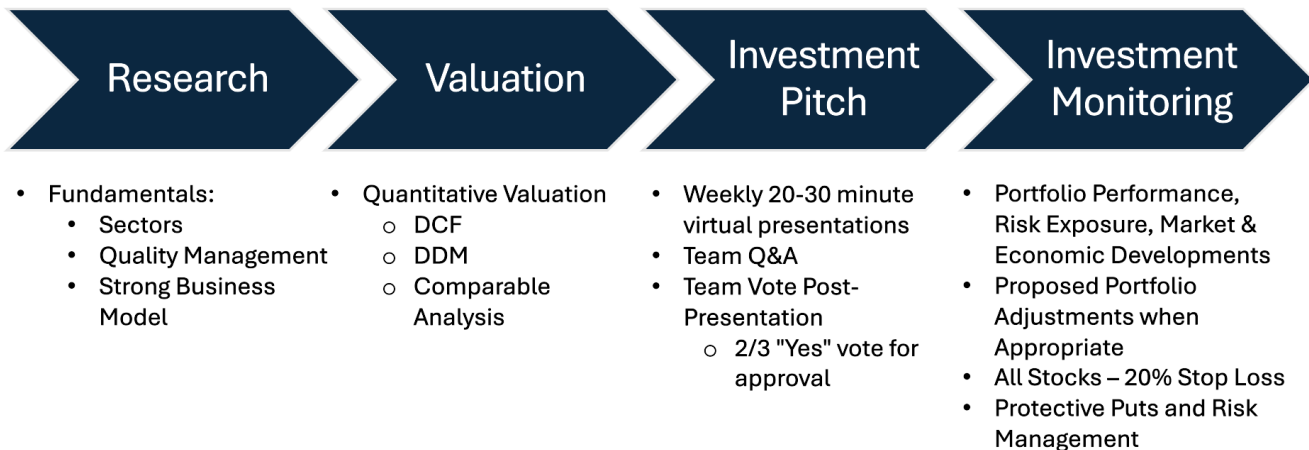 Research
Valuation
Investment
Pitch
Investment
Monitoring
• Fundamentals:
• Sectors
• Quality Management
• Strong Business
Model
• Quantitative Valuation
o DCF
o DDM
o Comparable
Analysis
• Weekly 20-30 minute
virtual presentations
• Team Q&A
• Team Vote Post-
Presentation
o 2/3 "Yes" vote for
approval
• Portfolio Performance,
Risk Exposure, Market &
Economic Developments
• Proposed Portfolio
Adjustments when
Appropriate
• All Stocks – 20% Stop Loss
• Protective Puts and Risk
Management